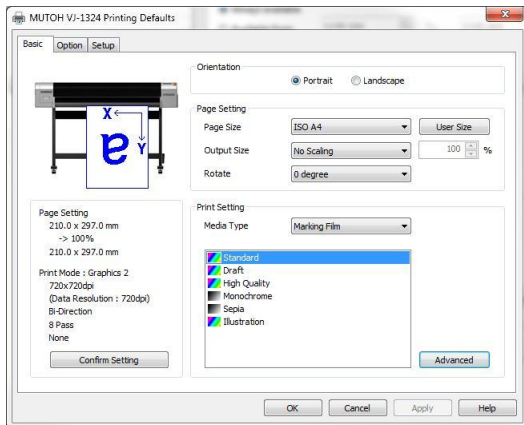 MUTOH VJ-1324 Printing Defaults
Basic Option Setup
Orientation
Portrait Landscape
X
Y
a
Page Setting
Page Size ISO A4 User Size
Output Size No Scaling 100 %
Rotate 0 degree
Page Setting
210.0 x 297.0 mm
-> 100%
210.0 x 297.0 mm
Print Mode : Graphics 2
720x720dpi
(Data Resolution : 720dpi)
Bi-Direction
8 Pass
None
Confirm Setting
Print Setting
Media Type Marking Film
Standard
Draft
High Quality
Monochrome
Sepia
Illustration
Advanced
OK Cancel Apply Help